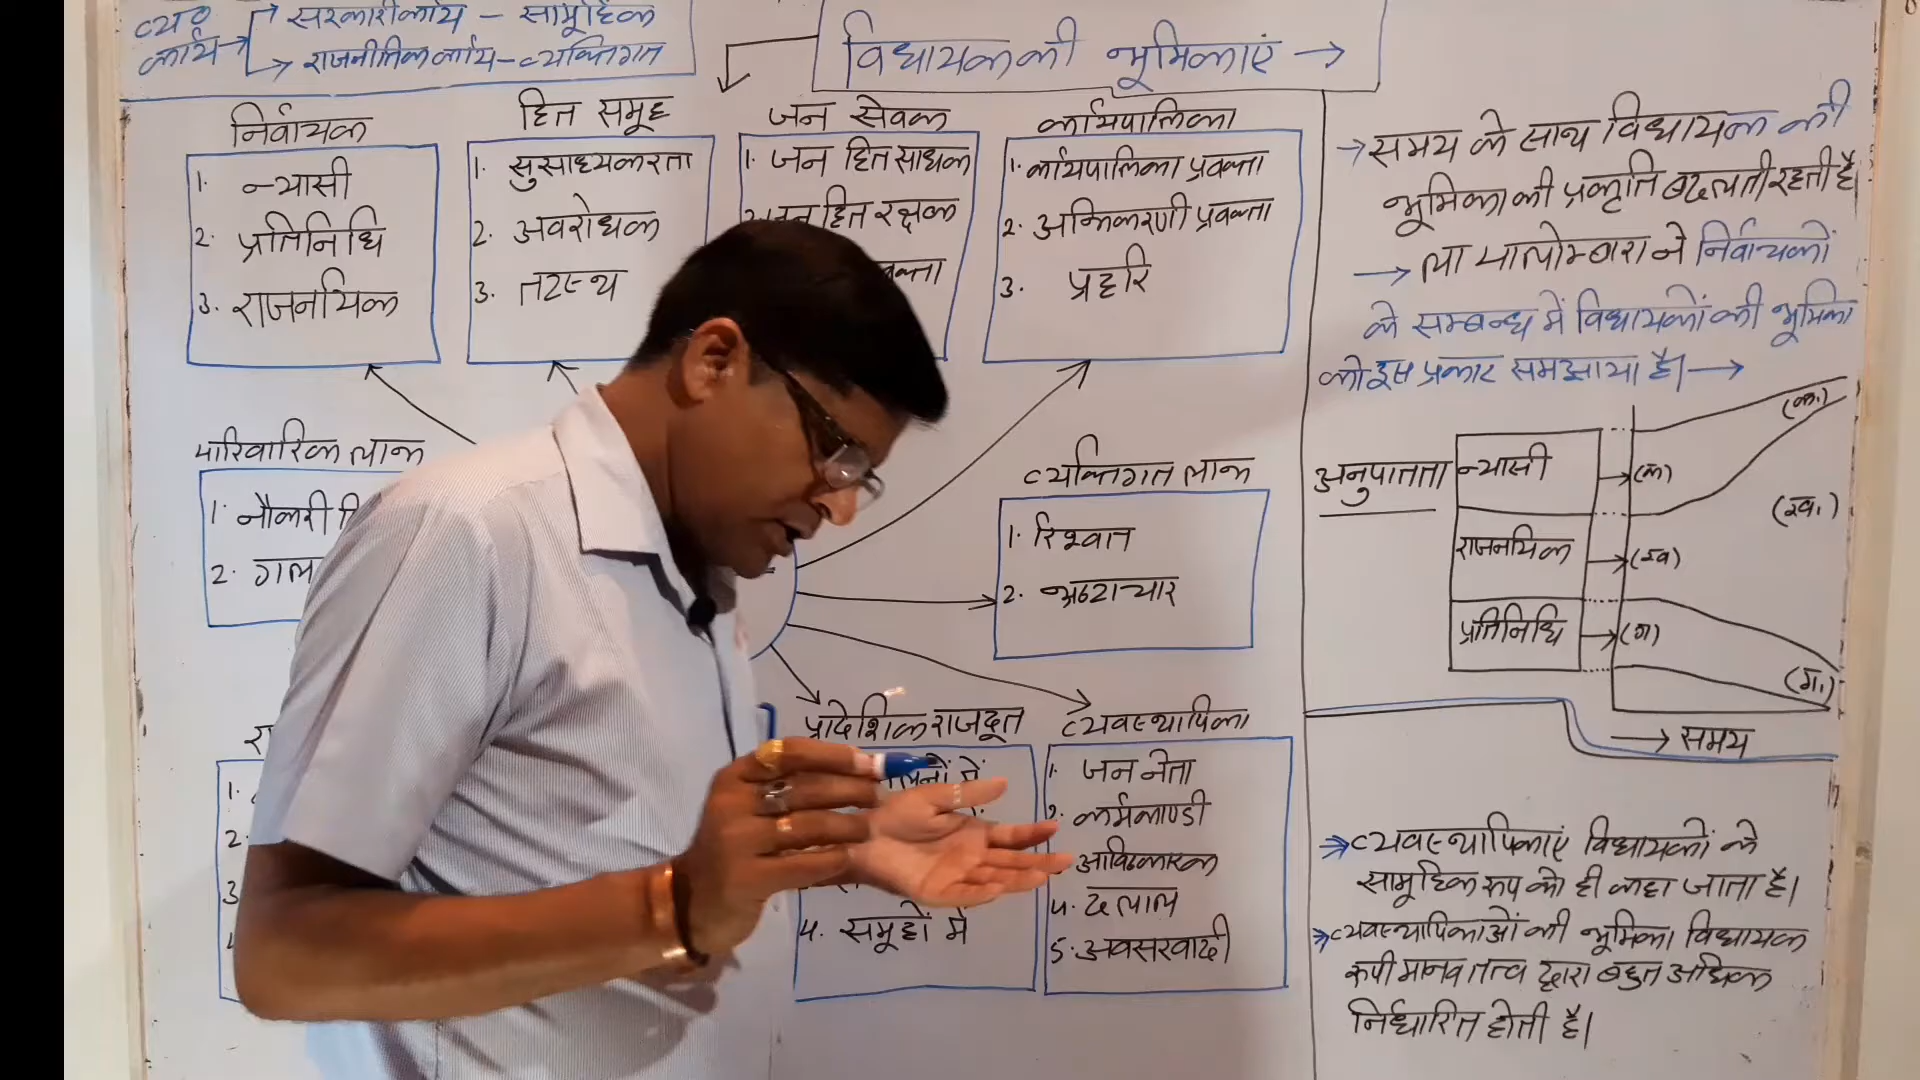 व्य०
कार्य → सरकारी कार्य – सामूहिक
→ राजनीतिक कार्य – व्यक्तिगत
विधायक की भूमिकाएं →
निर्वाचक
1. न्यासी
2. प्रतिनिधि
3. राजनयिक
हित समूह
1. सुसाध्यकरता
2. अवरोधक
3. तटस्थ
जन सेवक
1. जन हित साधक
हित रक्षक
कार्यपालिका
1. कार्यपालिका प्रवक्ता
2. अभिकरणी प्रवक्ता
3. प्रहरि
पारिवारिक लाभ
1. नौकरी
2.
व्यक्तिगत लाभ
1. रिश्वत
2. भ्रष्टाचार
1.
2.
3
प्रादेशिक राजदूत
में
4. समूहों में
व्यवस्थापिका
1. जन नेता
2. कर्मकाण्डी
आविष्कारक
4. दलाल
5. अवसरवादी
→ समय के साथ विधायक की
भूमिका की प्रकृति बदलती रहती है।
→ ला पालोम्बारा ने निर्वाचकों
के सम्बन्ध में विधायकों की भूमिका
को इस प्रकार समझाया है। →
अनुपातता
न्यासी → (क)
राजनयिक → (ख)
प्रतिनिधि → (ग)
(क.)
(ख.)
(ग.)
→ समय
→ व्यवस्थापिकाएं विधायकों के
सामूहिक रूप को ही कहा जाता है।
→ व्यवस्थापिकाओं की भूमिका विधायक
रूपी मानव तत्व द्वारा बहुत अधिक
निर्धारित होती है।